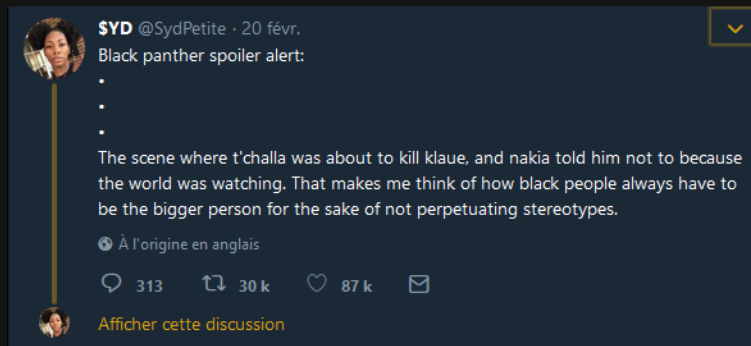 $YD @SydPetite · 20 févr.
Black panther spoiler alert:
•
•
•
The scene where t'challa was about to kill klaue, and nakia told him not to because
the world was watching. That makes me think of how black people always have to
be the bigger person for the sake of not perpetuating stereotypes.
À l'origine en anglais
313 30 k 87 k
Afficher cette discussion